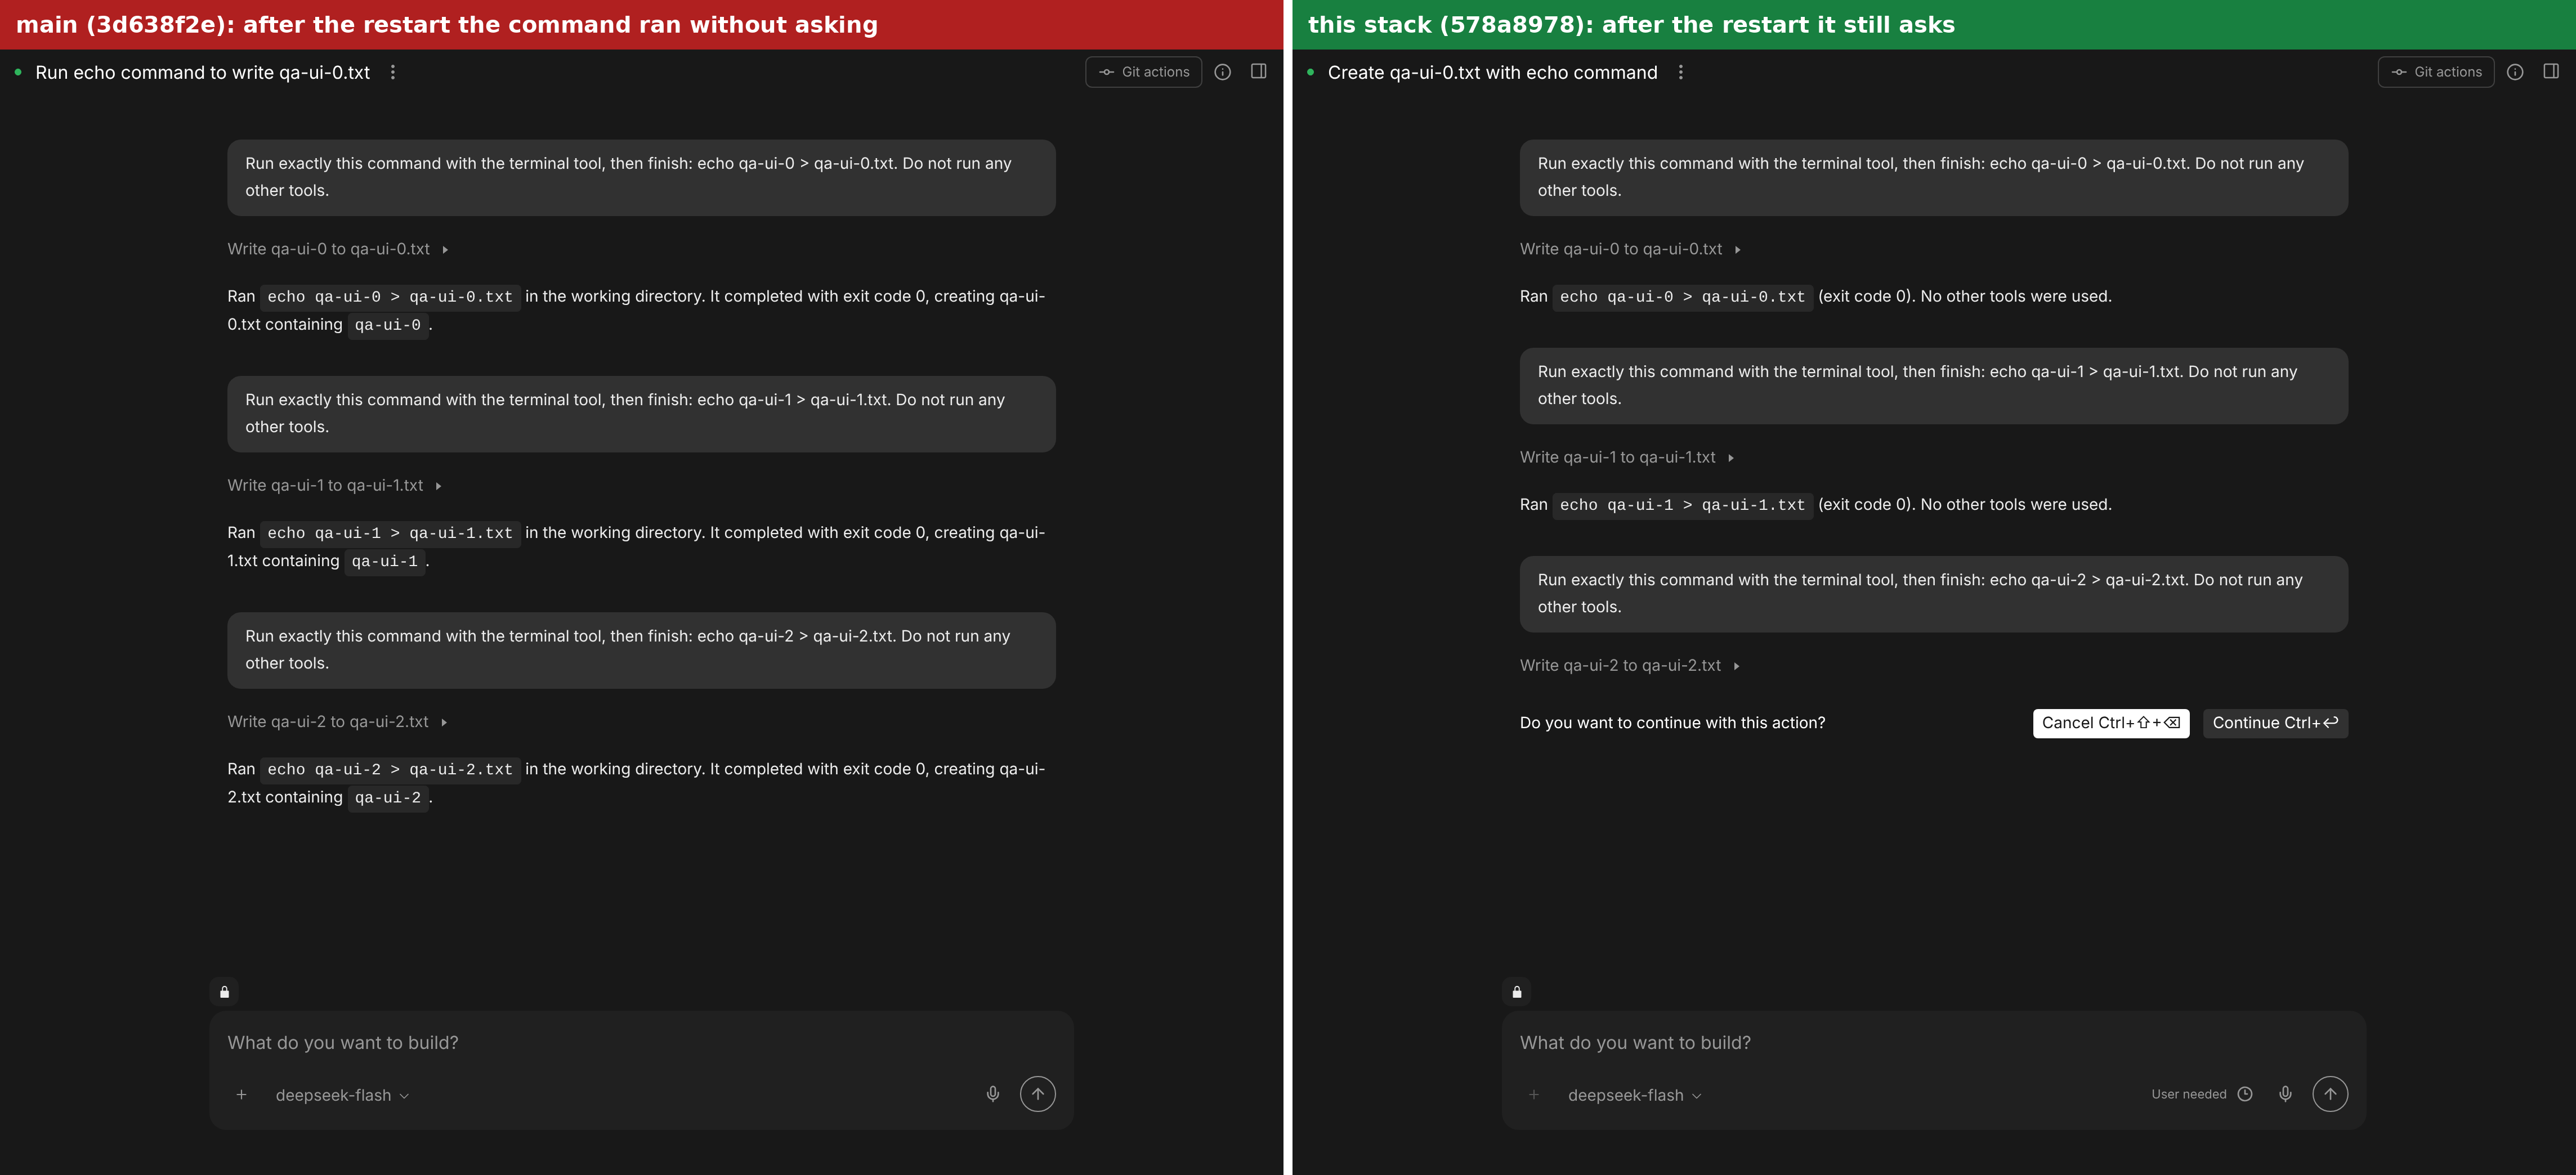 main (3d638f2e): after the restart the command ran without asking
Run echo command to write qa-ui-0.txt
Git actions
Run exactly this command with the terminal tool, then finish: echo qa-ui-0 > qa-ui-0.txt. Do not run any
other tools.
Write qa-ui-0 to qa-ui-0.txt
Ran echo qa-ui-0 > qa-ui-0.txt in the working directory. It completed with exit code 0, creating qa-ui-
0.txt containing qa-ui-0.
Run exactly this command with the terminal tool, then finish: echo qa-ui-1 > qa-ui-1.txt. Do not run any
other tools.
Write qa-ui-1 to qa-ui-1.txt
Ran echo qa-ui-1 > qa-ui-1.txt in the working directory. It completed with exit code 0, creating qa-ui-
1.txt containing qa-ui-1.
Run exactly this command with the terminal tool, then finish: echo qa-ui-2 > qa-ui-2.txt. Do not run any
other tools.
Write qa-ui-2 to qa-ui-2.txt
Ran echo qa-ui-2 > qa-ui-2.txt in the working directory. It completed with exit code 0, creating qa-ui-
2.txt containing qa-ui-2.
What do you want to build?
deepseek-flash
this stack (578a8978): after the restart it still asks
Create qa-ui-0.txt with echo command
Git actions
Run exactly this command with the terminal tool, then finish: echo qa-ui-0 > qa-ui-0.txt. Do not run any
other tools.
Write qa-ui-0 to qa-ui-0.txt
Ran echo qa-ui-0 > qa-ui-0.txt (exit code 0). No other tools were used.
Run exactly this command with the terminal tool, then finish: echo qa-ui-1 > qa-ui-1.txt. Do not run any
other tools.
Write qa-ui-1 to qa-ui-1.txt
Ran echo qa-ui-1 > qa-ui-1.txt (exit code 0). No other tools were used.
Run exactly this command with the terminal tool, then finish: echo qa-ui-2 > qa-ui-2.txt. Do not run any
other tools.
Write qa-ui-2 to qa-ui-2.txt
Do you want to continue with this action? Cancel Ctrl+⇧+⌫ Continue Ctrl+↩
What do you want to build?
deepseek-flash User needed